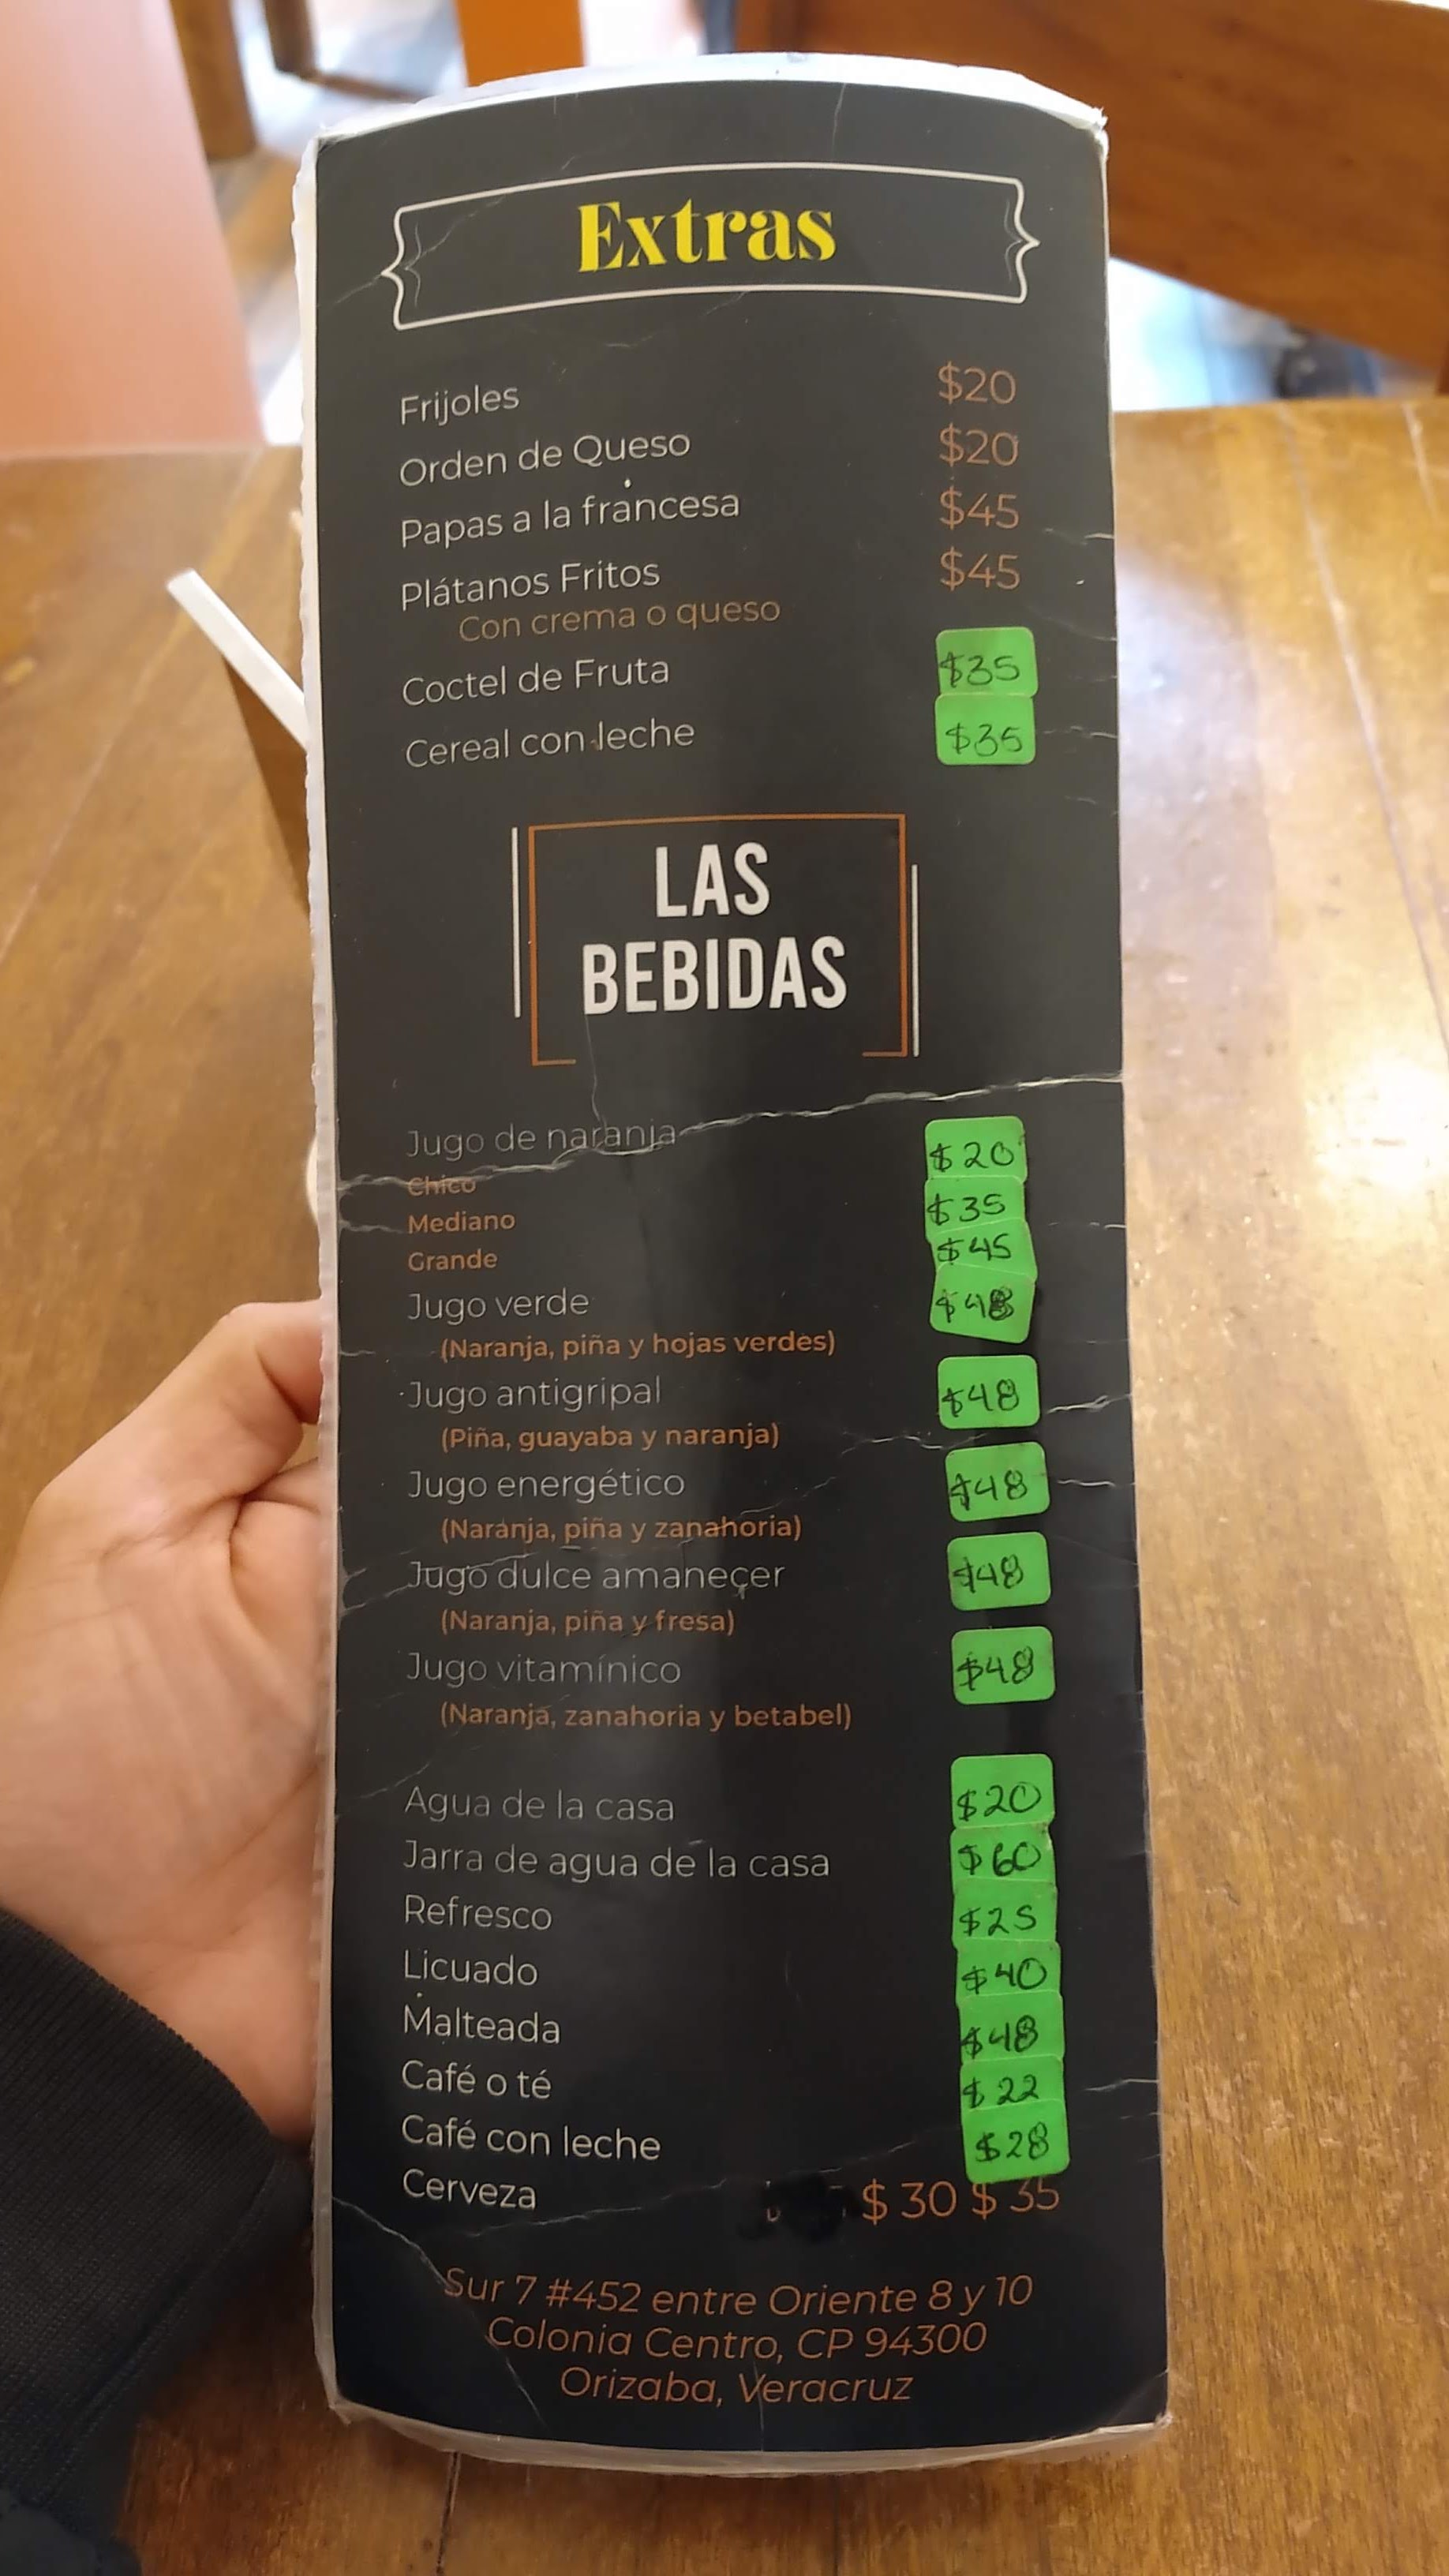 Extras
Frijoles $20
Orden de Queso $20
Papas a la francesa $45
Plátanos Fritos $45
Con crema o queso
Coctel de Fruta $35
Cereal con leche $35
LAS
BEBIDAS
Jugo de naranja
Chico $20
Mediano $35
Grande $45
Jugo verde $48
(Naranja, piña y hojas verdes)
Jugo antigripal $48
(Piña, guayaba y naranja)
Jugo energético $48
(Naranja, piña y zanahoria)
Jugo dulce amanecer $48
(Naranja, piña y fresa)
Jugo vitamínico $48
(Naranja, zanahoria y betabel)
Agua de la casa $20
Jarra de agua de la casa $60
Refresco $25
Licuado $40
Malteada $48
Café o té $22
Café con leche $28
Cerveza $30 $35
Sur 7 #452 entre Oriente 8 y 10
Colonia Centro, CP 94300
Orizaba, Veracruz